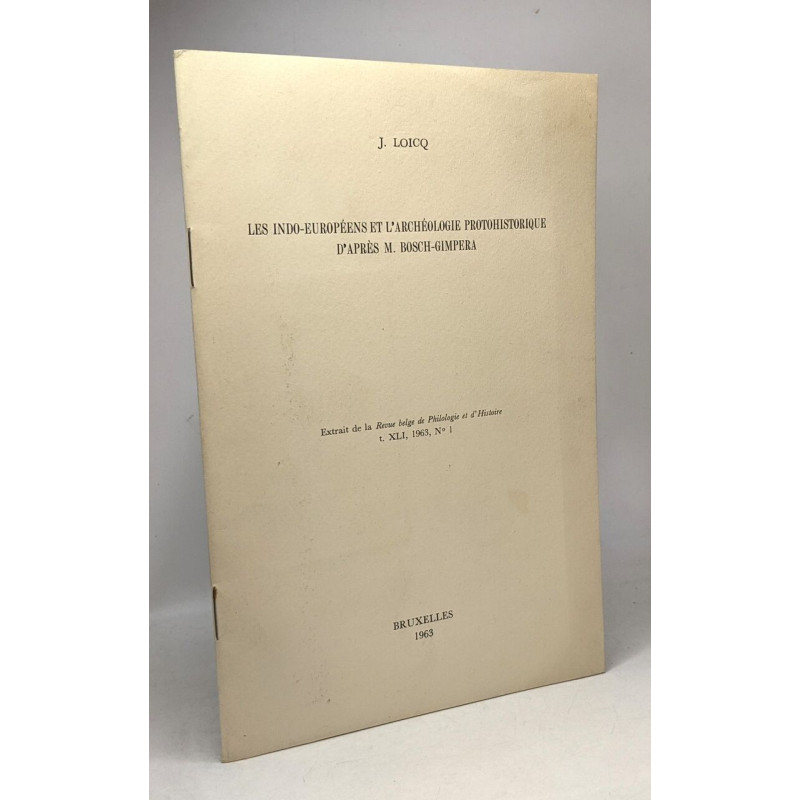 J. LOICQ
LES INDO-EUROPÉENS ET L'ARCHÉOLOGIE PROTOHISTORIQUE
D'APRÈS M. BOSCH-GIMPERA
Extrait de la Revue belge de Philologie et d'Histoire
t. XLI, 1963, Nº 1
BRUXELLES
1963